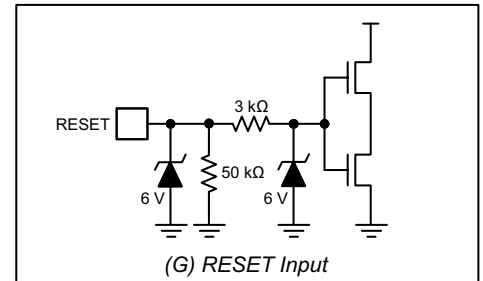 3 kΩ
RESET
50 kΩ
6 V
6 V
(G) RESET Input